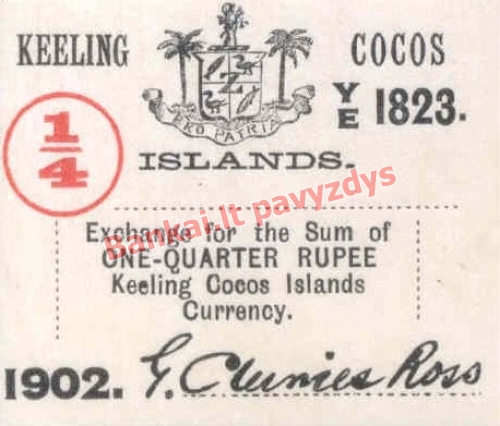 KEELING COCOS
Z
PRO PATRIA
YE 1823.
1/4
ISLANDS.
Bankai.lt pavyzdys
Exchange for the Sum of
ONE-QUARTER RUPEE
Keeling Cocos Islands
Currency.
1902. G. Clunies Ross